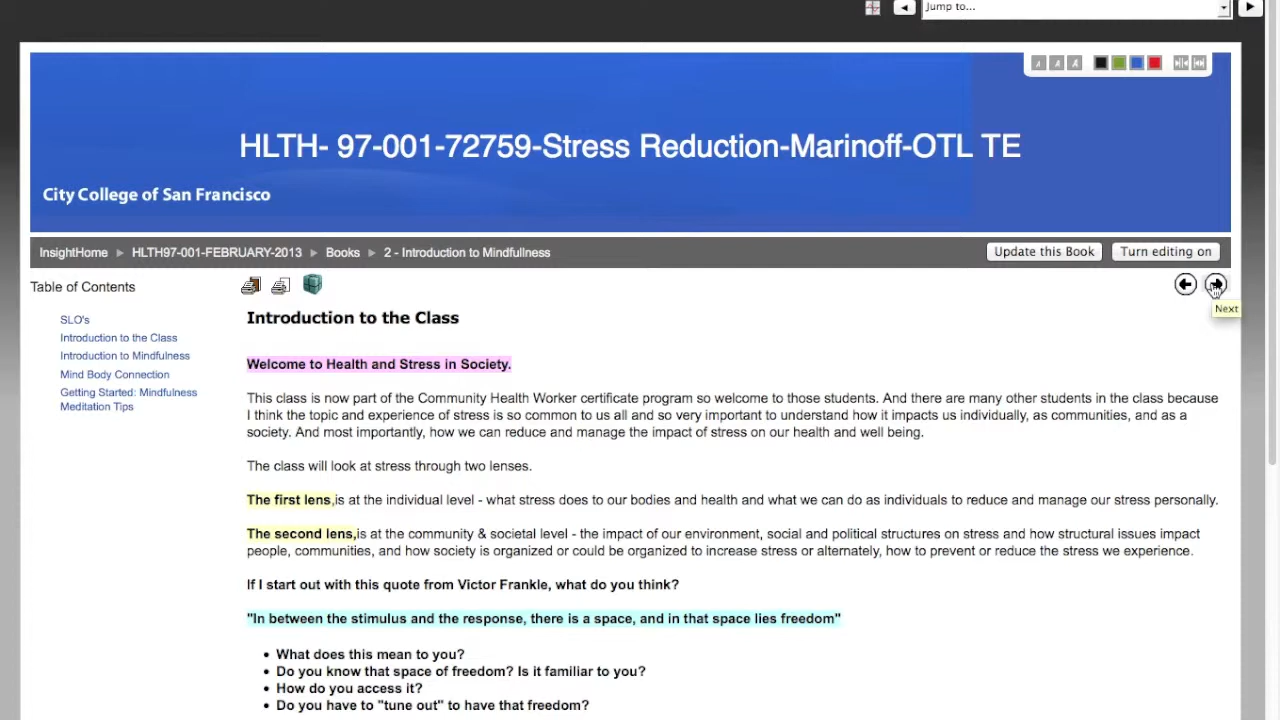 Jump to...
HLTH- 97-001-72759-Stress Reduction-Marinoff-OTL TE
City College of San Francisco
InsightHome ► HLTH97-001-FEBRUARY-2013 ► Books ► 2 - Introduction to Mindfullness
Update this Book
Turn editing on
Table of Contents
SLO's
Introduction to the Class
Introduction to Mindfulness
Mind Body Connection
Getting Started: Mindfulness
Meditation Tips
Next
Introduction to the Class
Welcome to Health and Stress in Society.
This class is now part of the Community Health Worker certificate program so welcome to those students. And there are many other students in the class because
I think the topic and experience of stress is so common to us all and so very important to understand how it impacts us individually, as communities, and as a
society. And most importantly, how we can reduce and manage the impact of stress on our health and well being.
The class will look at stress through two lenses.
The first lens,is at the individual level - what stress does to our bodies and health and what we can do as individuals to reduce and manage our stress personally.
The second lens,is at the community & societal level - the impact of our environment, social and political structures on stress and how structural issues impact
people, communities, and how society is organized or could be organized to increase stress or alternately, how to prevent or reduce the stress we experience.
If I start out with this quote from Victor Frankle, what do you think?
"In between the stimulus and the response, there is a space, and in that space lies freedom"
• What does this mean to you?
• Do you know that space of freedom? Is it familiar to you?
• How do you access it?
• Do you have to "tune out" to have that freedom?